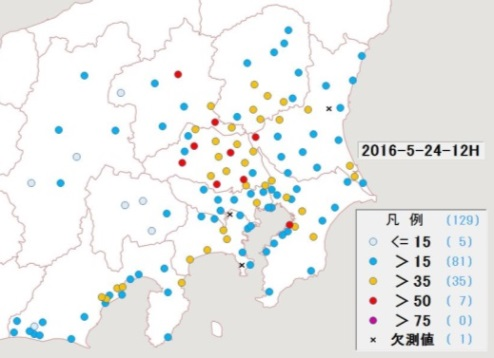 2016-5-24-12H
凡 例 (129)
<= 15 ( 5)
> 15 (81)
> 35 (35)
> 50 ( 7)
> 75 ( 0)
× 欠測値 ( 1)